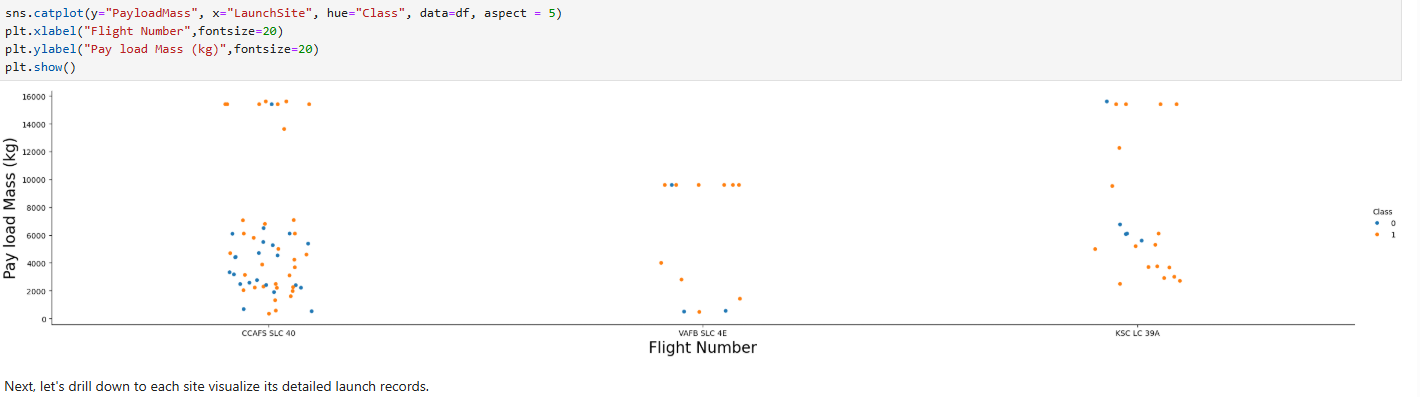 sns.catplot(y="PayloadMass", x="LaunchSite", hue="Class", data=df, aspect = 5)
plt.xlabel("Flight Number",fontsize=20)
plt.ylabel("Pay load Mass (kg)",fontsize=20)
plt.show()
Pay load Mass (kg)
16000
14000
12000
10000
8000
6000
4000
2000
0
Class
0
1
CCAFS SLC 40 VAFB SLC 4E KSC LC 39A
Flight Number
Next, let's drill down to each site visualize its detailed launch records.